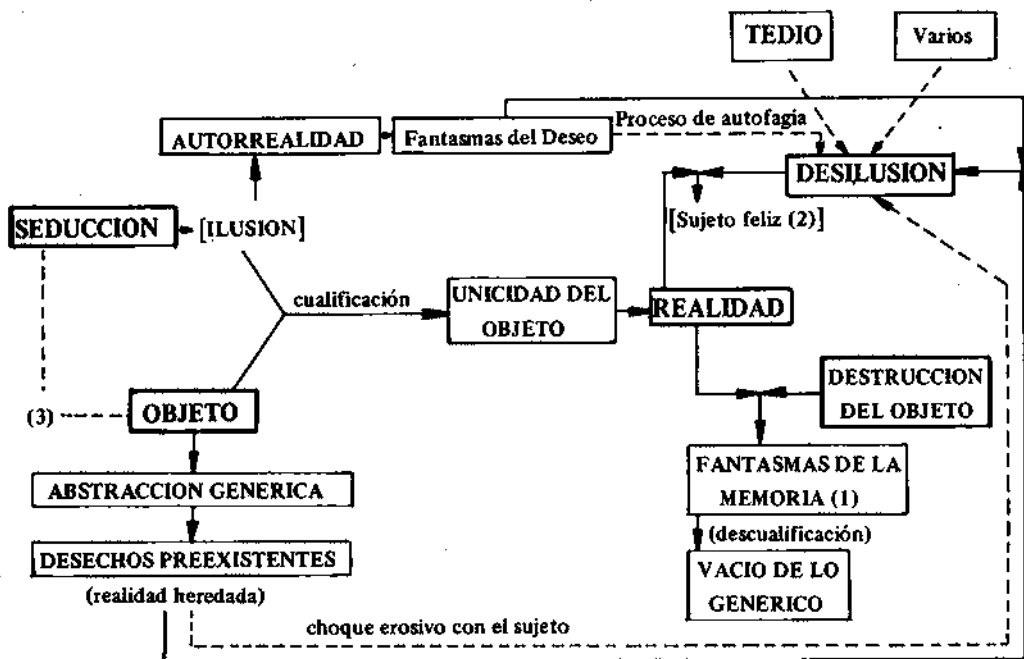 TEDIO
Varios
Proceso de autofagia
AUTORREALIDAD
Fantasmas del Deseo
DESILUSION
SEDUCCION
[ILUSION]
[Sujeto feliz (2)]
cualificación
UNICIDAD DEL
OBJETO
REALIDAD
DESTRUCCION
DEL OBJETO
(3)
OBJETO
FANTASMAS DE LA
MEMORIA (1)
ABSTRACCION GENERICA
(descualificación)
DESECHOS PREEXISTENTES
VACIO DE LO
GENERICO
(realidad heredada)
choque erosivo con el sujeto